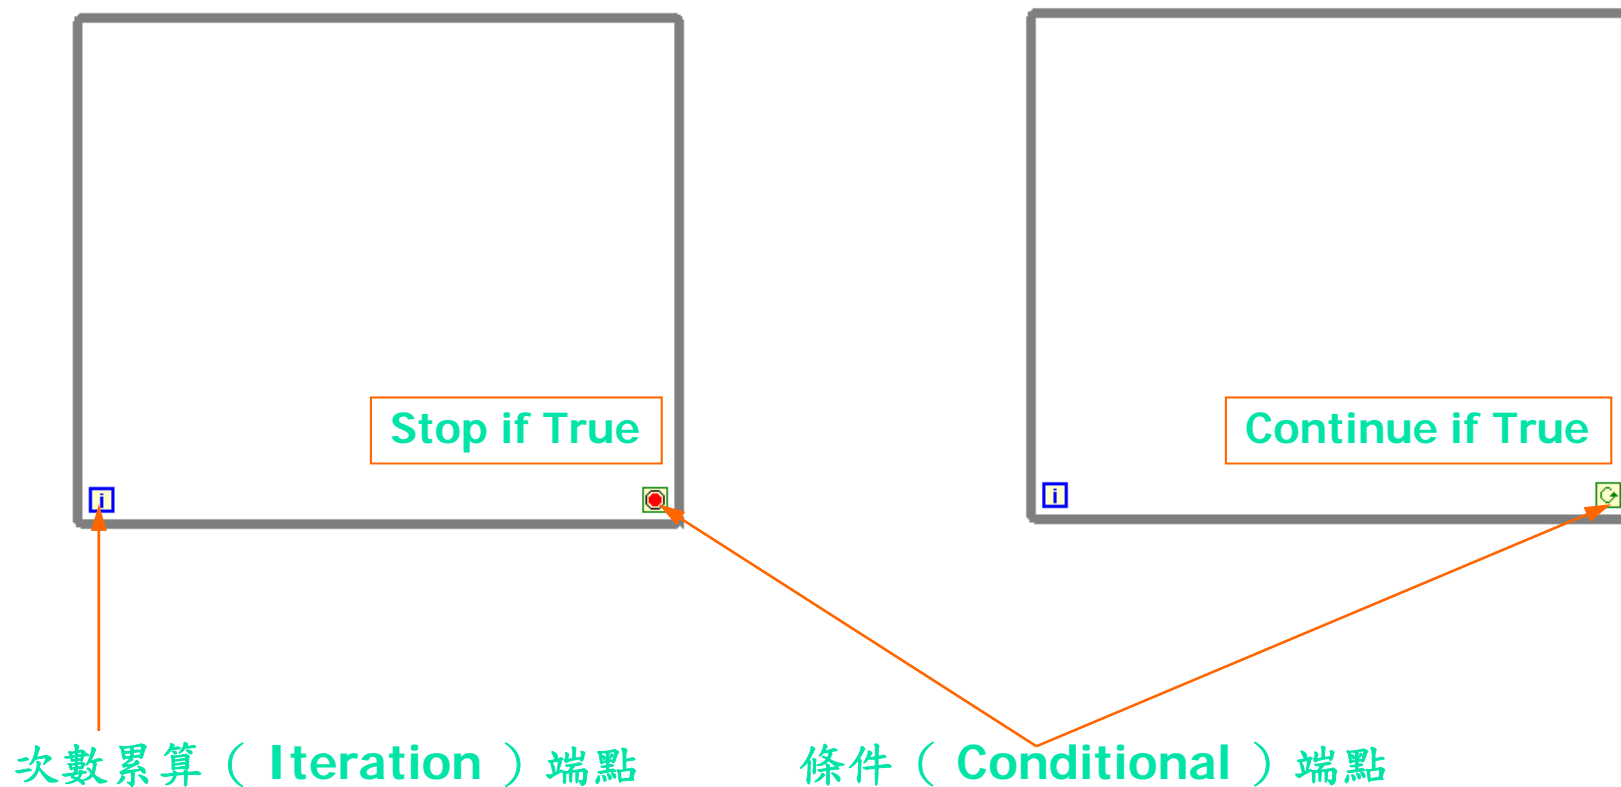 Stop if True
Continue if True
i
i
次數累算（ Iteration ）端點
條件（ Conditional ）端點